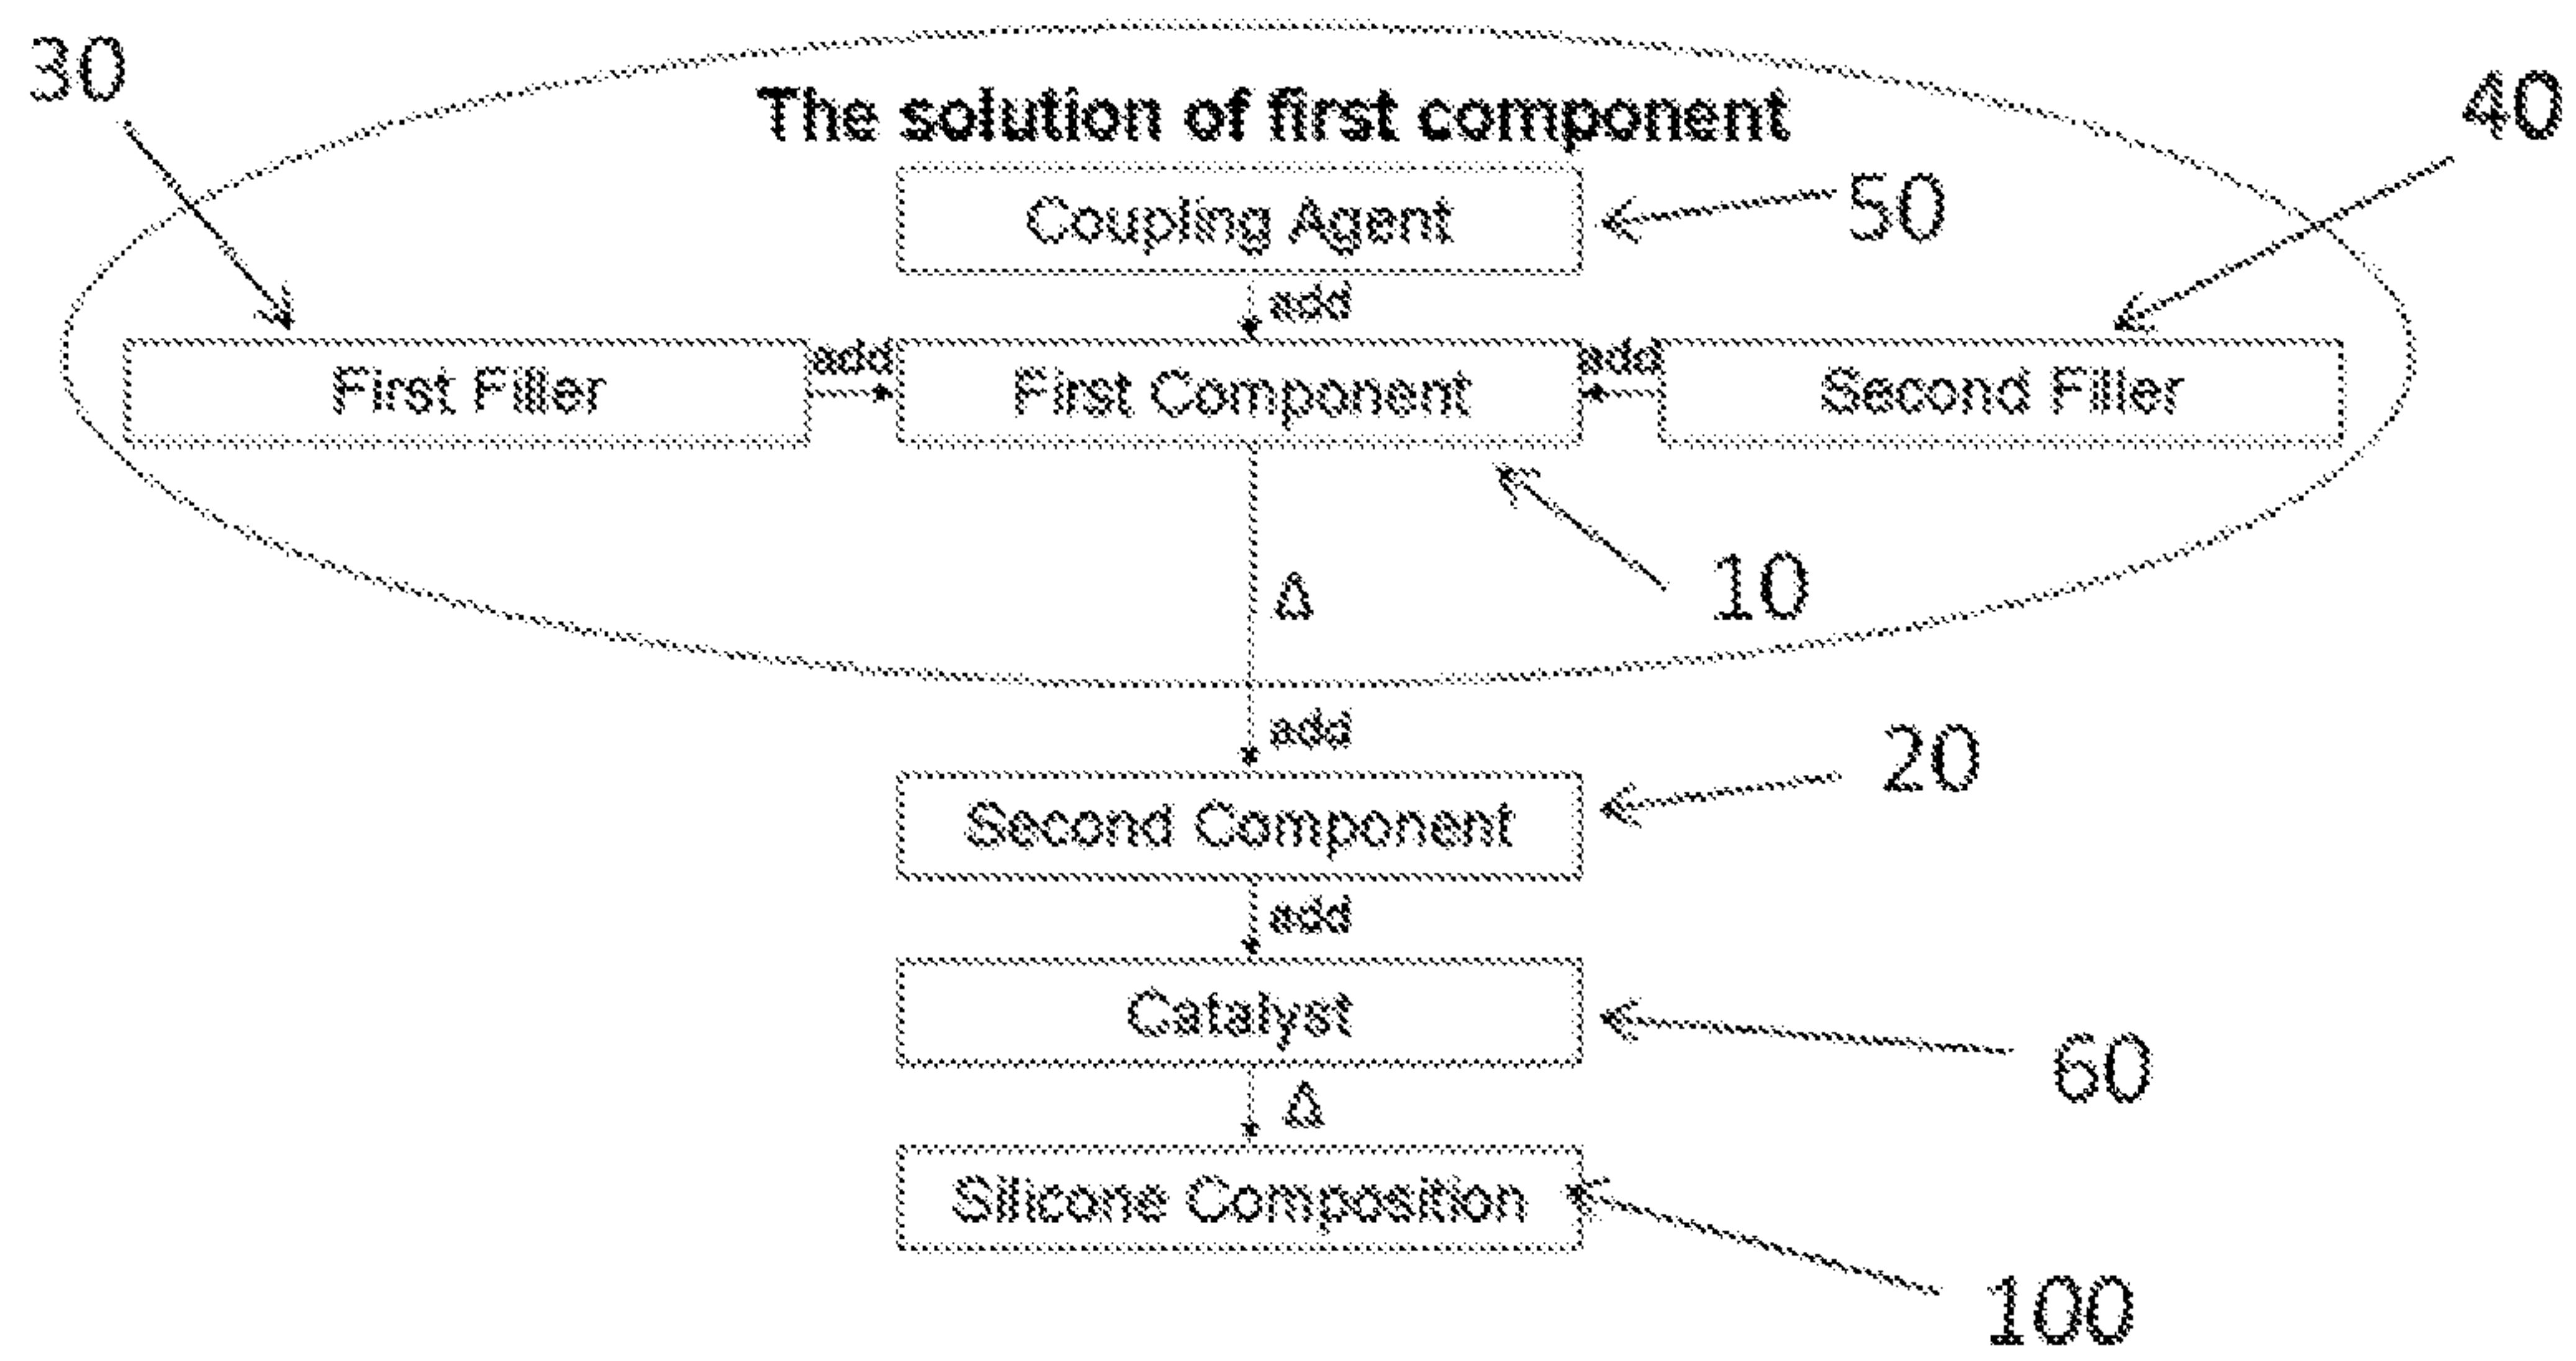 30
The solution of first component
40
Coupling Agent
50
add
First Filler
add
First Component
add
Second Filler
Δ
10
add
20
Second Component
add
Catalyst
60
Δ
Silicone Composition
100